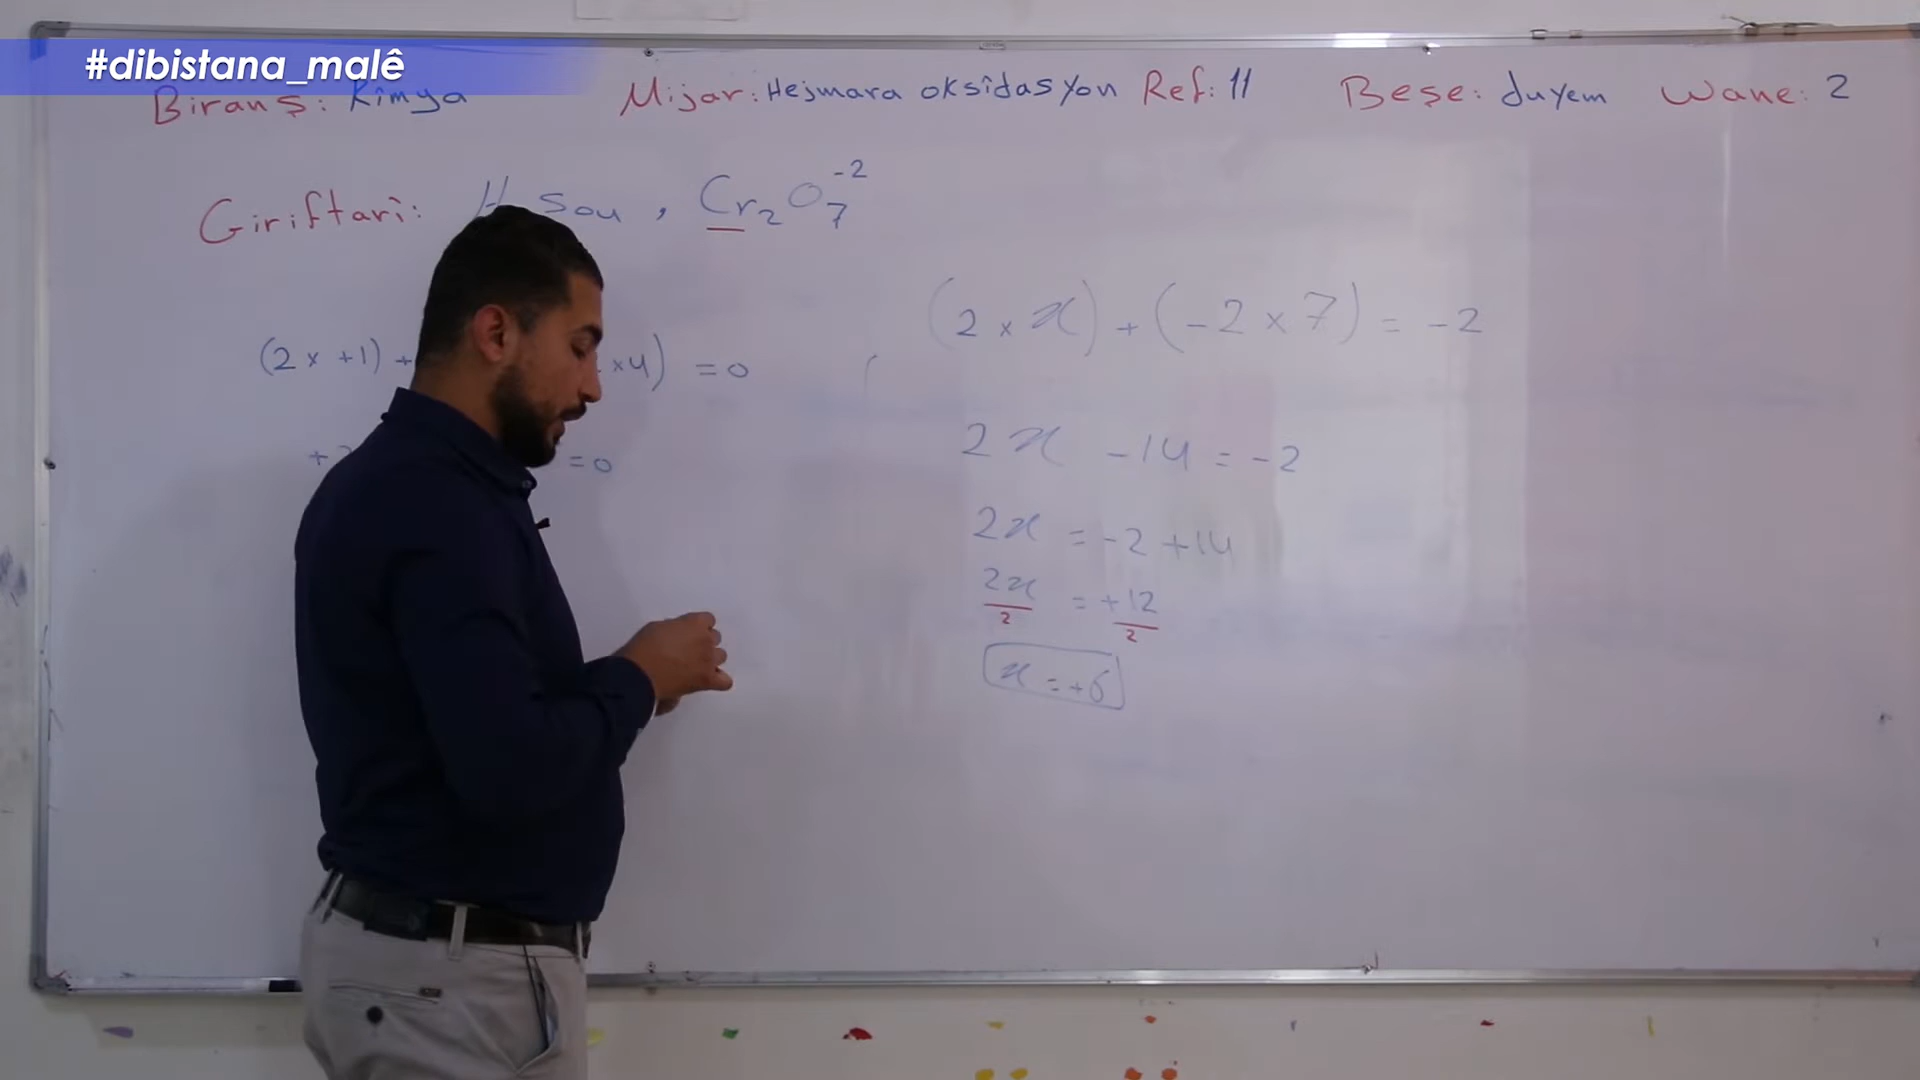 #dibistana_malê
Biranş: Kîmya Mijar: Hejmara oksîdasyon Ref: 11 Beşe: duyem Wane: 2
Giriftarî: H SO4 , Cr2O7^-2
(2 x +1) + x4) = 0
(2 x x) + (-2 x 7) = -2
= 0
2x - 14 = -2
2x = -2 + 14
2x/2 = +12/2
x = +6